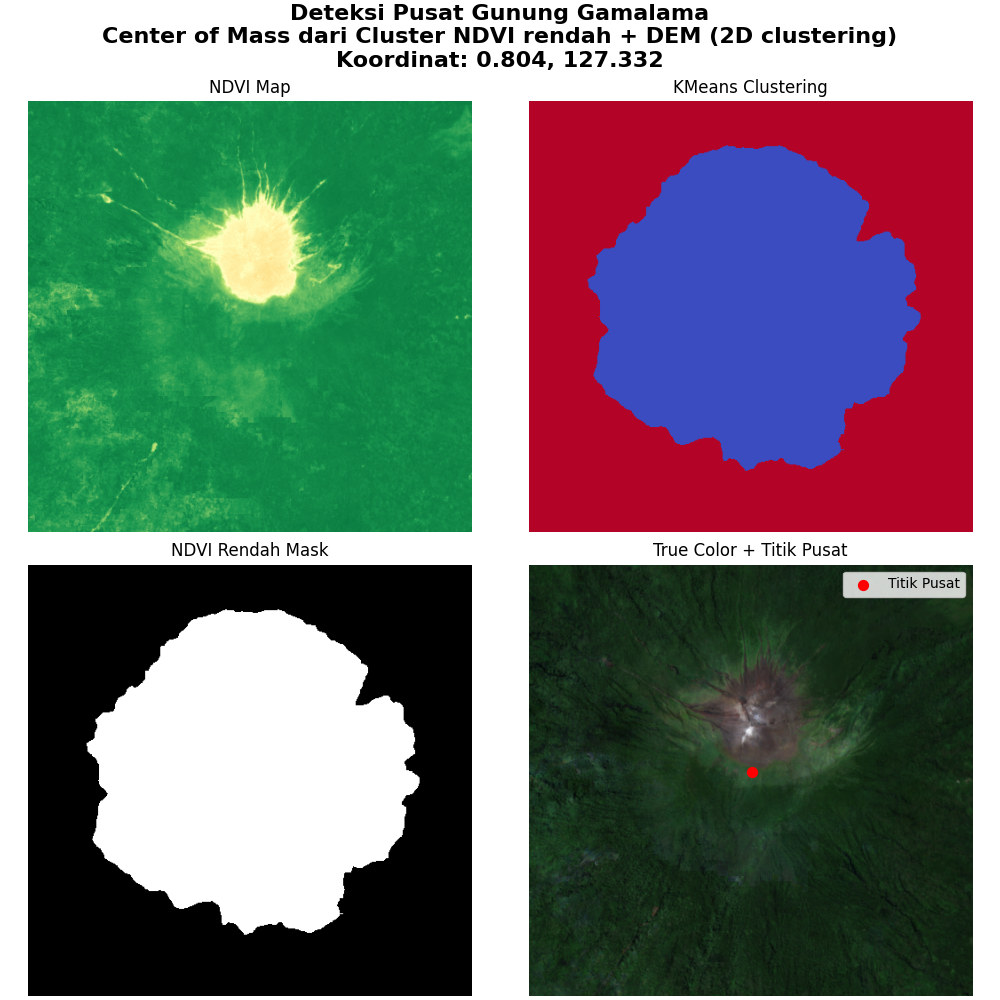 Deteksi Pusat Gunung Gamalama
Center of Mass dari Cluster NDVI rendah + DEM (2D clustering)
Koordinat: 0.804, 127.332
NDVI Map
KMeans Clustering
NDVI Rendah Mask
True Color + Titik Pusat
Titik Pusat